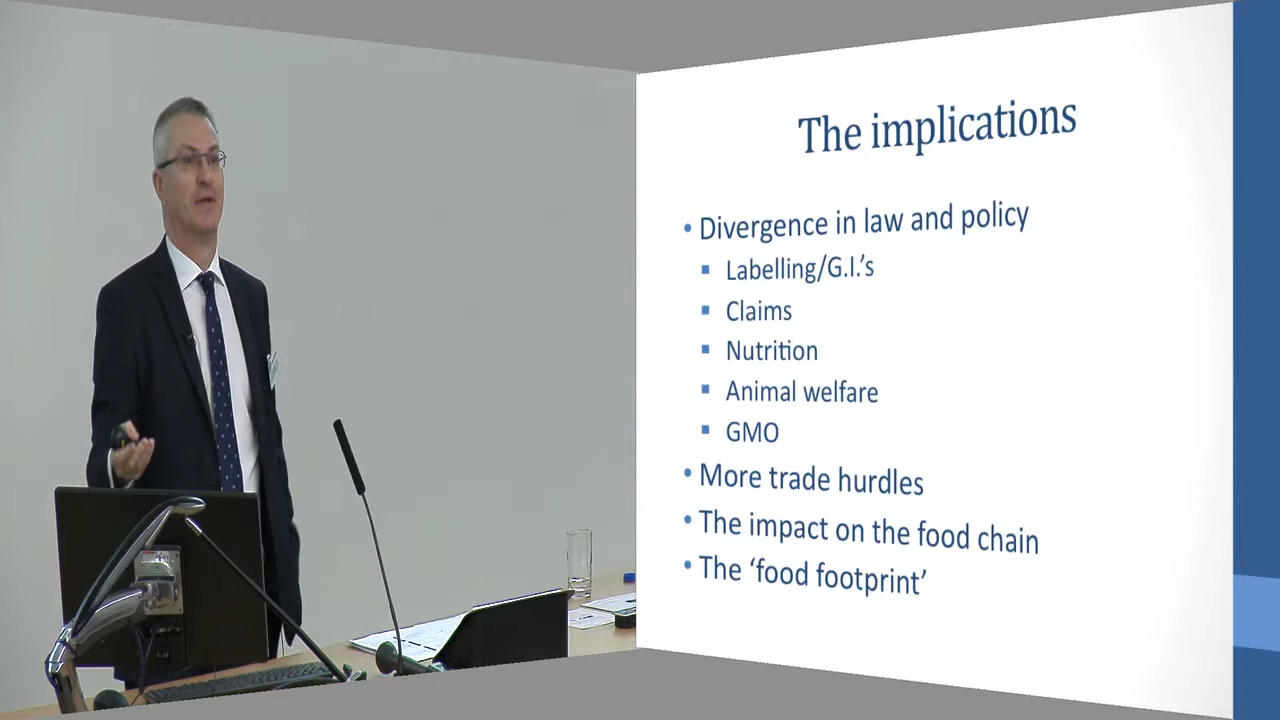 The implications
• Divergence in law and policy
▪ Labelling/G.I.'s
▪ Claims
▪ Nutrition
▪ Animal welfare
▪ GMO
• More trade hurdles
• The impact on the food chain
• The ‘food footprint’